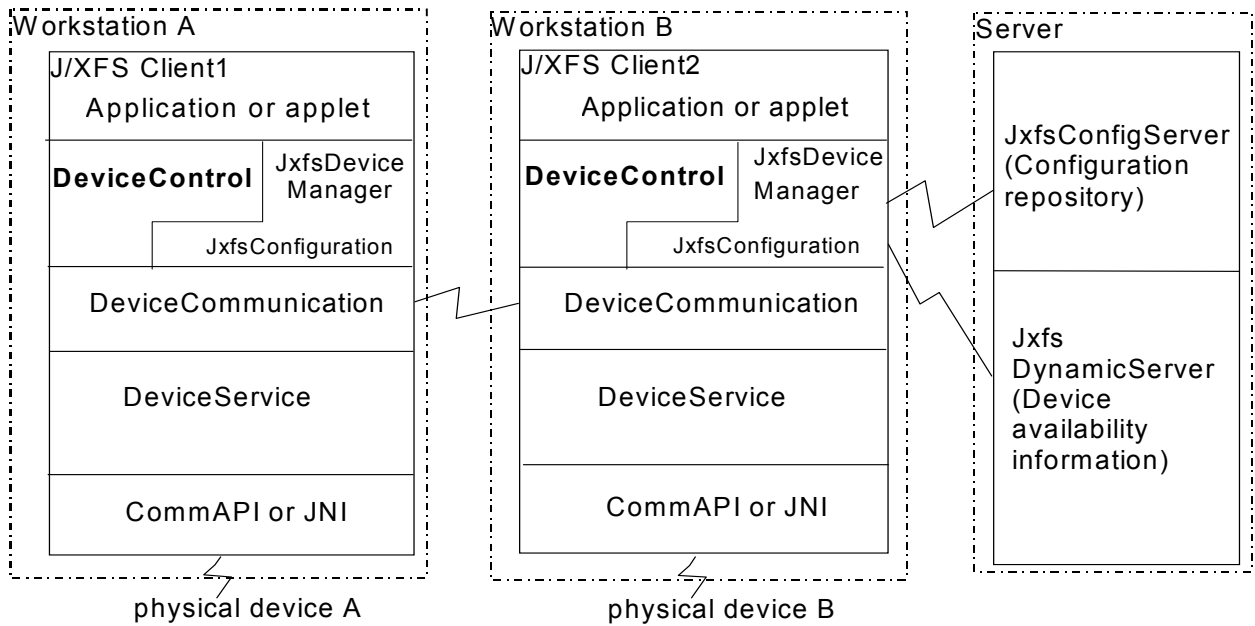 Workstation A
J/XFS Client1
Application or applet
DeviceControl
JxfsDevice
Manager
JxfsConfiguration
DeviceCommunication
DeviceService
CommAPI or JNI
physical device A
Workstation B
J/XFS Client2
Application or applet
DeviceControl
JxfsDevice
Manager
JxfsConfiguration
DeviceCommunication
DeviceService
CommAPI or JNI
physical device B
Server
JxfsConfigServer
(Configuration
repository)
Jxfs
DynamicServer
(Device
availability
information)